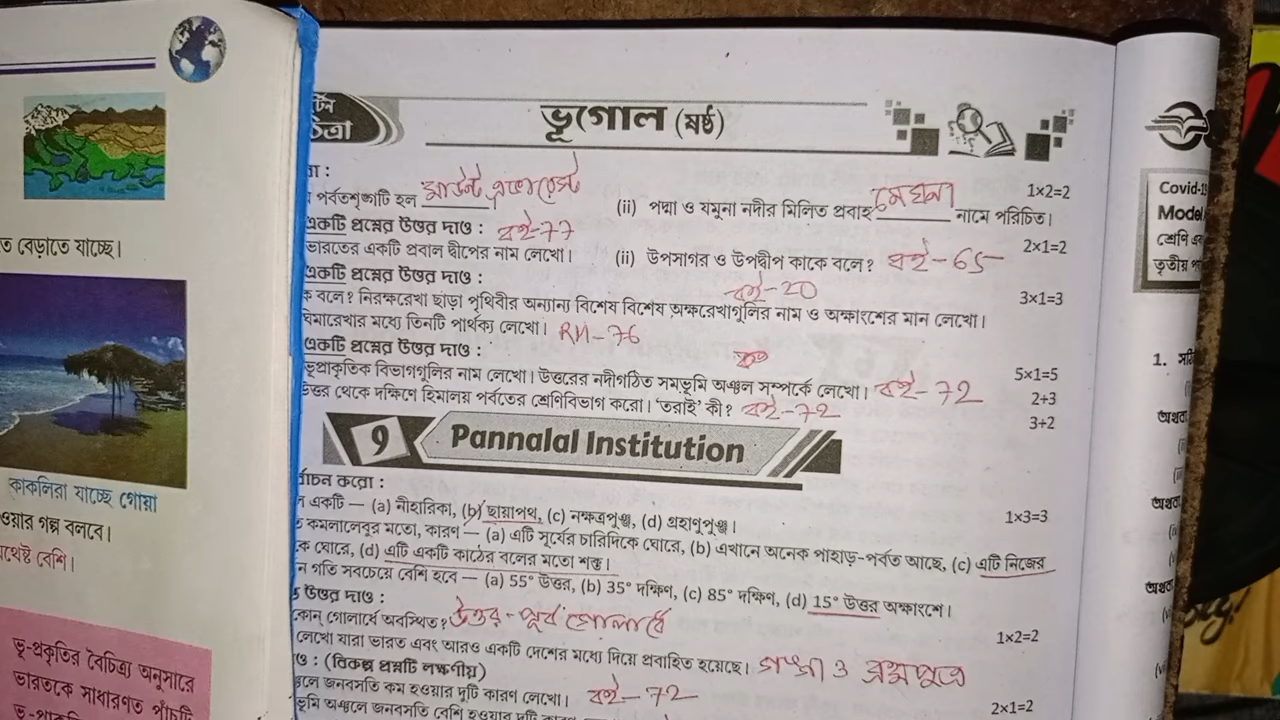 ত বেড়াতে যাচ্ছে।
কাকলিরা যাচ্ছে গোয়া
ওয়ার গল্প বলবে।
যথেষ্ট বেশি।
ভূ-প্রকৃতির বৈচিত্র্য অনুসারে
ভারতকে সাধারণত পাঁচটি
ভূগোল (ষষ্ঠ)
পর্বতশৃঙ্গটি হল মাউন্ট এভারেস্ট (ii) পদ্মা ও যমুনা নদীর মিলিত প্রবাহ মেঘনা নামে পরিচিত। 1×2=2
একটি প্রশ্নের উত্তর দাও : বই-77 2×1=2
ভারতের একটি প্রবাল দ্বীপের নাম লেখো। (ii) উপসাগর ও উপদ্বীপ কাকে বলে? বই-65
একটি প্রশ্নের উত্তর দাও : বই-20 3×1=3
ক বলে? নিরক্ষরেখা ছাড়া পৃথিবীর অন্যান্য বিশেষ বিশেষ অক্ষরেখাগুলির নাম ও অক্ষাংশের মান লেখো।
ঘিমারেখার মধ্যে তিনটি পার্থক্য লেখো। RM-76
একটি প্রশ্নের উত্তর দাও : 5×1=5
ভূপ্রাকৃতিক বিভাগগুলির নাম লেখো। উত্তরের নদীগঠিত সমভূমি অঞ্চল সম্পর্কে লেখো। বই-72 2+3
উত্তর থেকে দক্ষিণে হিমালয় পর্বতের শ্রেণিবিভাগ করো। 'তরাই' কী? বই-72 3+2
9 Pannalal Institution
র্বাচন করো : 1×3=3
একটি — (a) নীহারিকা, (b) ছায়াপথ, (c) নক্ষত্রপুঞ্জ, (d) গ্রহাণুপুঞ্জ।
কমলালেবুর মতো, কারণ — (a) এটি সূর্যের চারিদিকে ঘোরে, (b) এখানে অনেক পাহাড়-পর্বত আছে, (c) এটি নিজের
কে ঘোরে, (d) এটি একটি কাঠের বলের মতো শক্ত।
ন গতি সবচেয়ে বেশি হবে — (a) 55° উত্তর, (b) 35° দক্ষিণ, (c) 85° দক্ষিণ, (d) 15° উত্তর অক্ষাংশে।
উত্তর দাও : 1×2=2
কোন্ গোলার্ধে অবস্থিত? উত্তর-পূর্ব গোলার্ধে
লেখো যারা ভারত এবং আরও একটি দেশের মধ্যে দিয়ে প্রবাহিত হয়েছে। গঙ্গা ও ব্রহ্মপুত্র
ও : (বিকল্প প্রশ্নটি লক্ষণীয়) 2×1=2
লে জনবসতি কম হওয়ার দুটি কারণ লেখো। বই-72
ভূমি অঞ্চলে জনবসতি বেশি হওয়ার দুটি
Covid-19
Model
শ্রেণি এব
তৃতীয় প
1.
অথবা
অথবা
অথবা